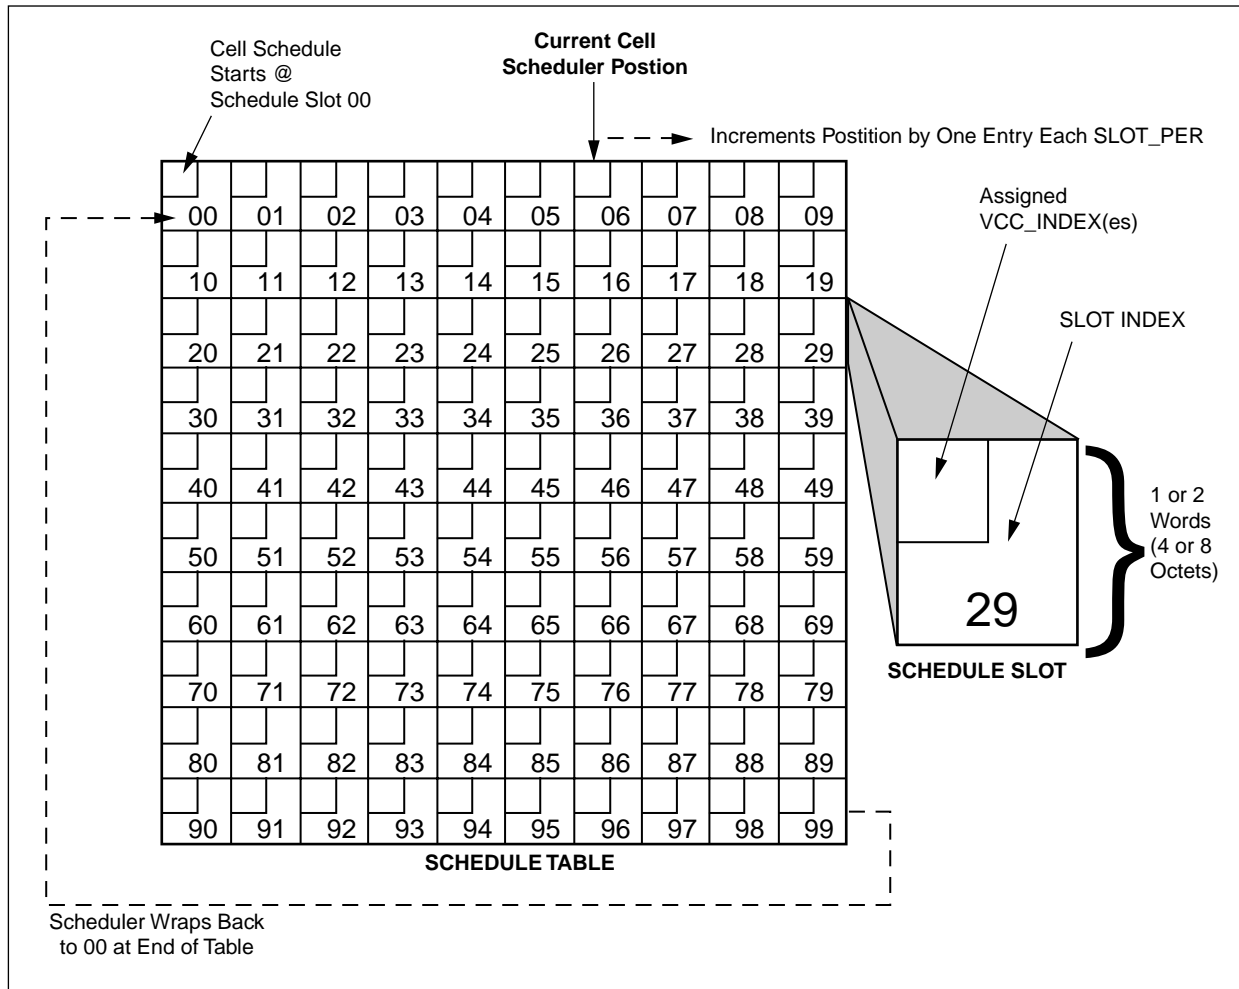 Cell Schedule
Starts @
Schedule Slot 00
Current Cell
Scheduler Postion
Increments Postition by One Entry Each SLOT_PER
Assigned
VCC_INDEX(es)
SLOT INDEX
00 01 02 03 04 05 06 07 08 09
10 11 12 13 14 15 16 17 18 19
20 21 22 23 24 25 26 27 28 29
30 31 32 33 34 35 36 37 38 39
40 41 42 43 44 45 46 47 48 49
50 51 52 53 54 55 56 57 58 59
60 61 62 63 64 65 66 67 68 69
70 71 72 73 74 75 76 77 78 79
80 81 82 83 84 85 86 87 88 89
90 91 92 93 94 95 96 97 98 99
29
1 or 2
Words
(4 or 8
Octets)
SCHEDULE SLOT
SCHEDULE TABLE
Scheduler Wraps Back
to 00 at End of Table